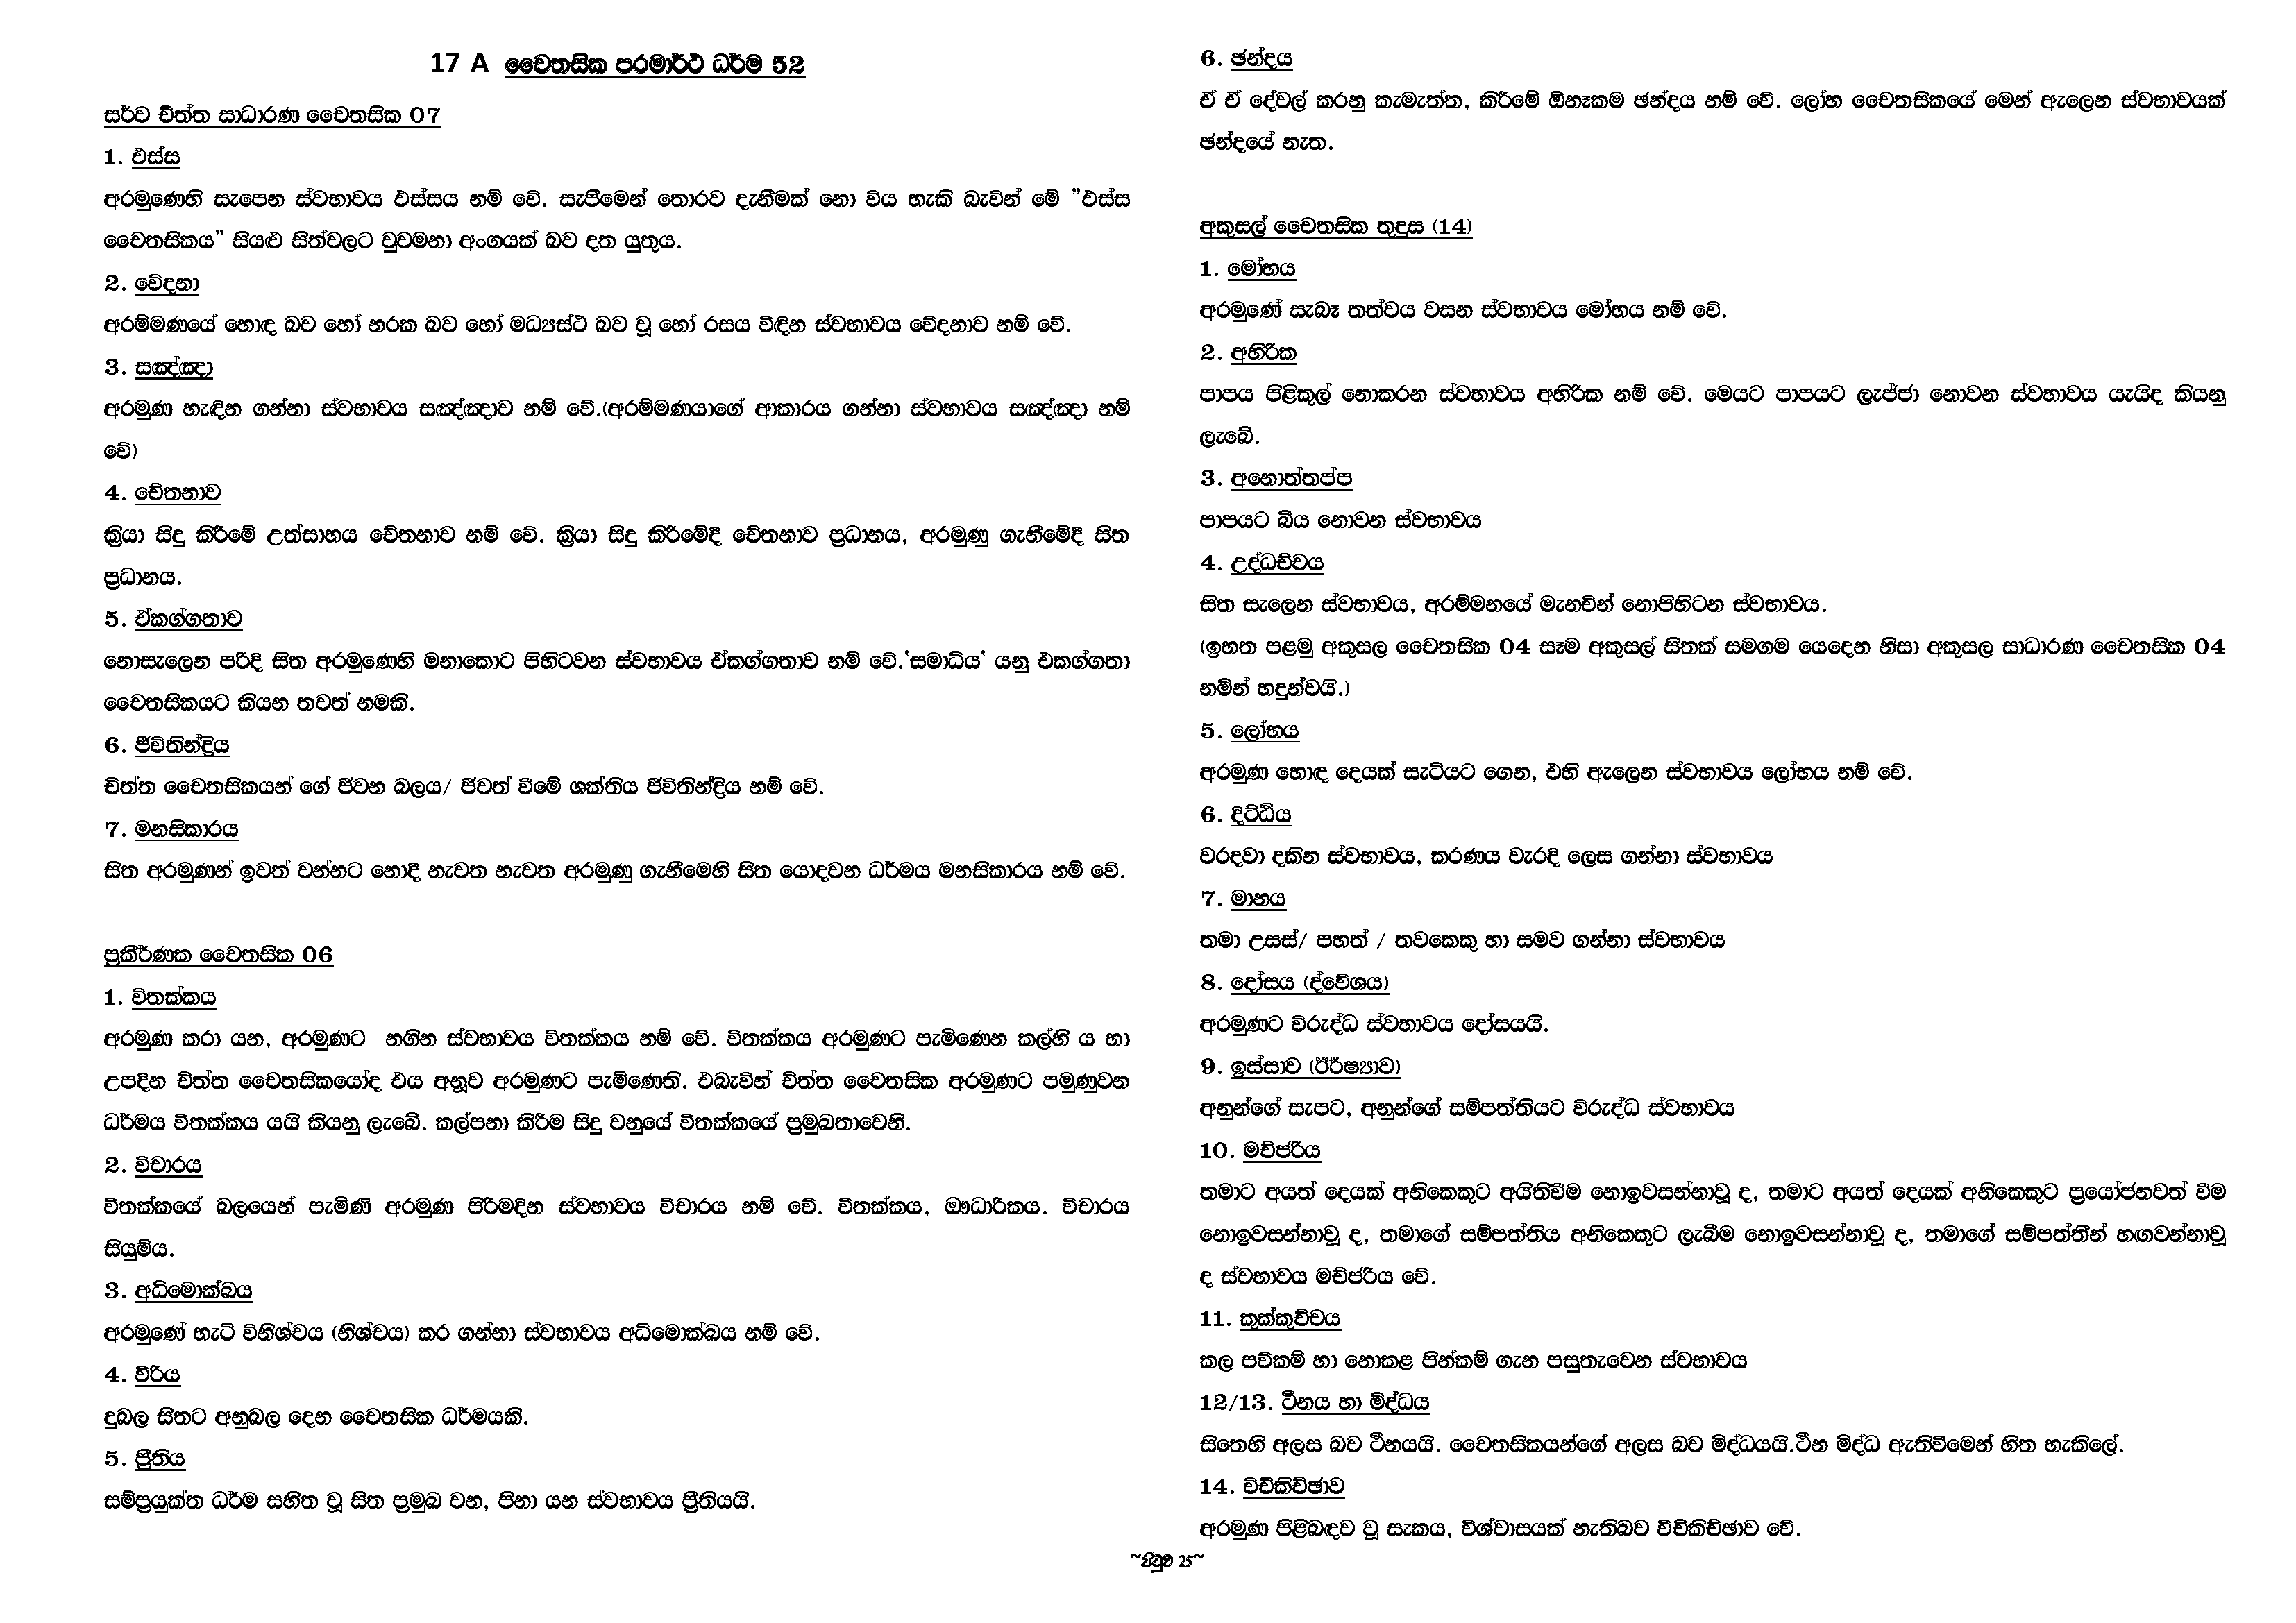 17 A චෛතසික පරමාර්ථ ධර්ම 52
සර්ව චිත්ත සාධාරණ චෛතසික 07
1. ඵස්ස
අරමුණෙහි සැපෙන ස්වභාවය ඵස්සය නම් වේ. සැපීමෙන් තොරව දැනීමක් නො විය හැකි බැවින් මේ "ඵස්ස
චෛතසිකය" සියළු සිත්වලට වුවමනා අංගයක් බව දත යුතුය.
2. වේදනා
අරම්මණයේ හොඳ බව හෝ නරක බව හෝ මධ්‍යස්ථ බව වූ හෝ රසය විඳින ස්වභාවය වේදනාව නම් වේ.
3. සඤ්ඤා
අරමුණ හැඳින ගන්නා ස්වභාවය සඤ්ඤාව නම් වේ.(අරම්මණයාගේ ආකාරය ගන්නා ස්වභාවය සඤ්ඤා නම්
වේ)
4. චේතනාව
ක්‍රියා සිදු කිරීමේ උත්සාහය චේතනාව නම් වේ. ක්‍රියා සිදු කිරීමේදී චේතනාව ප්‍රධානය, අරමුණු ගැනීමේදී සිත
ප්‍රධානය.
5. ඒකග්ගතාව
නොසැලෙන පරිදි සිත අරමුණෙහි මනාකොට පිහිටවන ස්වභාවය ඒකග්ගතාව නම් වේ.'සමාධිය' යනු එකග්ගතා
චෛතසිකයට කියන තවත් නමකි.
6. ජීවිතින්ද්‍රිය
චිත්ත චෛතසිකයන් ගේ ජීවන බලය/ ජීවත් වීමේ ශක්තිය ජීවිතින්ද්‍රිය නම් වේ.
7. මනසිකාරය
සිත අරමුණන් ඉවත් වන්නට නොදී නැවත නැවත අරමුණු ගැනීමෙහි සිත යොදවන ධර්මය මනසිකාරය නම් වේ.
ප්‍රකීර්ණක චෛතසික 06
1. විතක්කය
අරමුණ කරා යන, අරමුණට නගින ස්වභාවය විතක්කය නම් වේ. විතක්කය අරමුණට පැමිණෙන කල්හි ය හා
උපදින චිත්ත චෛතසිකයෝද එය අනූව අරමුණට පැමිණෙති. එබැවින් චිත්ත චෛතසික අරමුණට පමුණුවන
ධර්මය විතක්කය යයි කියනු ලැබේ. කල්පනා කිරීම සිදු වනුයේ විතක්කයේ ප්‍රමුඛතාවෙනි.
2. විචාරය
විතක්කයේ බලයෙන් පැමිණි අරමුණ පිරිමදින ස්වභාවය විචාරය නම් වේ. විතක්කය, ඖධාරිකය. විචාරය
සියුම්ය.
3. අධිමොක්ඛය
අරමුණේ හැටි විනිශ්චය (නිශ්චය) කර ගන්නා ස්වභාවය අධිමොක්ඛය නම් වේ.
4. විරිය
දුබල සිතට අනුබල දෙන චෛතසික ධර්මයකි.
5. ප්‍රීතිය
සම්ප්‍රයුක්ත ධර්ම සහිත වූ සිත ප්‍රමුඛ වන, පිනා යන ස්වභාවය ප්‍රීතියයි.
6. ඡන්දය
ඒ ඒ දේවල් කරනු කැමැත්ත, කිරීමේ ඕනෑකම ඡන්දය නම් වේ. ලෝභ චෛතසිකයේ මෙන් ඇලෙන ස්වභාවයක්
ඡන්දයේ නැත.
අකුසල් චෛතසික තුදුස (14)
1. මෝහය
අරමුණේ සැබෑ තත්වය වසන ස්වභාවය මෝහය නම් වේ.
2. අහිරික
පාපය පිළිකුල් නොකරන ස්වභාවය අහිරික නම් වේ. මෙයට පාපයට ලැජ්ජා නොවන ස්වභාවය යැයිද කියනු
ලැබේ.
3. අනොත්තප්ප
පාපයට බිය නොවන ස්වභාවය
4. උද්ධච්චය
සිත සැලෙන ස්වභාවය, අරම්මනයේ මැනවින් නොපිහිටන ස්වභාවය.
(ඉහත පළමු අකුසල චෛතසික 04 සෑම අකුසල් සිතක් සමගම යෙදෙන නිසා අකුසල සාධාරණ චෛතසික 04
නමින් හදුන්වයි.)
5. ලෝභය
අරමුණ හොඳ දෙයක් සැටියට ගෙන, එහි ඇලෙන ස්වභාවය ලෝභය නම් වේ.
6. දිට්ඨිය
වරදවා දකින ස්වභාවය, කරණය වැරදි ලෙස ගන්නා ස්වභාවය
7. මානය
තමා උසස්/ පහත් / තවකෙකු හා සමව ගන්නා ස්වභාවය
8. දෝසය (ද්වේශය)
අරමුණට විරුද්ධ ස්වභාවය දෝසයයි.
9. ඉස්සාව (ඊර්ෂ්‍යාව)
අනුන්ගේ සැපට, අනුන්ගේ සම්පත්තියට විරුද්ධ ස්වභාවය
10. මච්ජරිය
තමාට අයත් දෙයක් අනිකෙකුට අයිතිවීම නොඉවසන්නාවූ ද, තමාට අයත් දෙයක් අනිකෙකුට ප්‍රයෝජනවත් වීම
නොඉවසන්නාවූ ද, තමාගේ සම්පත්තිය අනිකෙකුට ලැබීම නොඉවසන්නාවූ ද, තමාගේ සම්පත්තීන් හඟවන්නාවූ
ද ස්වභාවය මච්ජරිය වේ.
11. කුක්කුච්චය
කල පව්කම් හා නොකළ පින්කම් ගැන පසුතැවෙන ස්වභාවය
12/13. ථීනය හා මිද්ධය
සිතෙහි අලස බව ථීනයයි. චෛතසිකයන්ගේ අලස බව මිද්ධයයි.ථීන මිද්ධ ඇතිවීමෙන් හිත හැකිලේ.
14. විචිකිච්ඡාව
අරමුණ පිළිබඳව වූ සැකය, විශ්වාසයක් නැතිබව විචිකිච්ඡාව වේ.
~පිටුව 25~